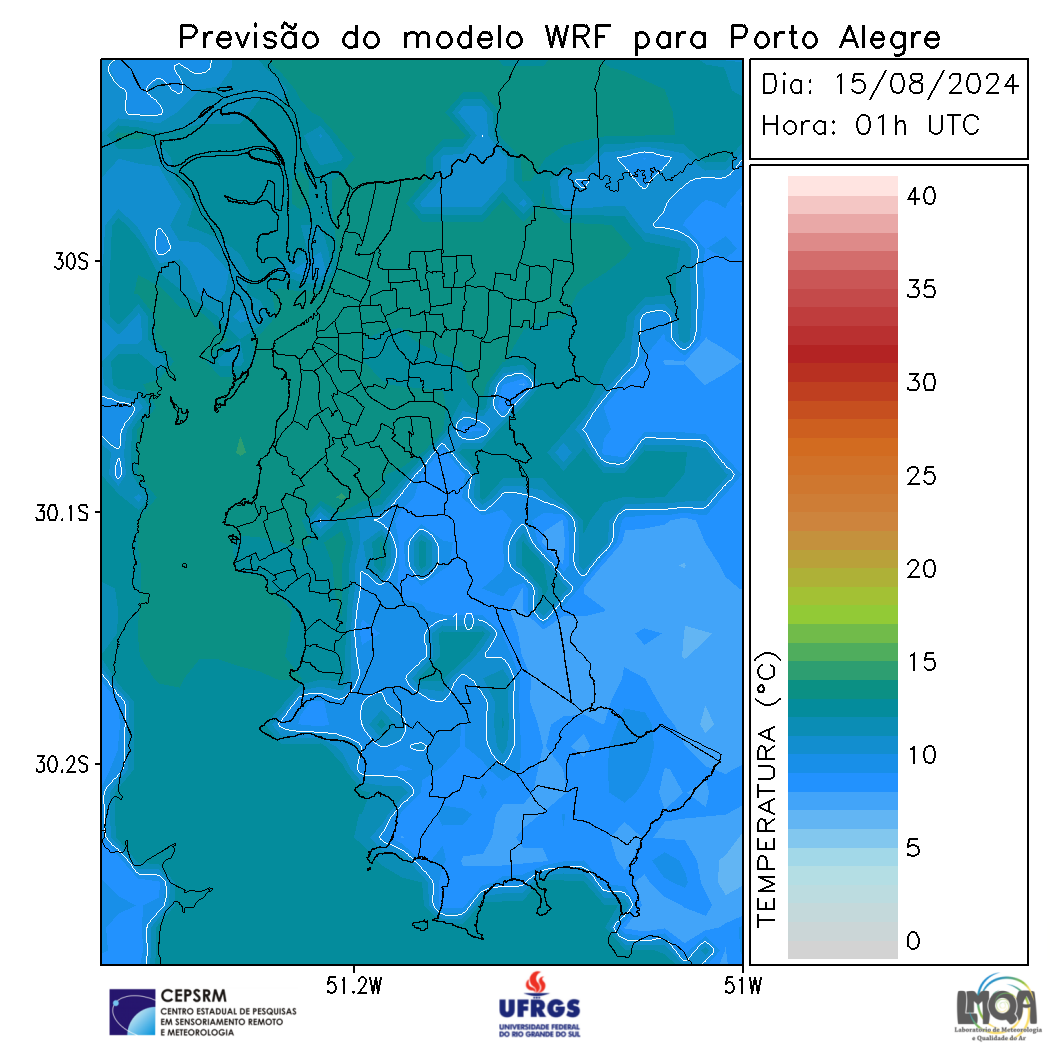 Previsão do modelo WRF para Porto Alegre
Dia: 15/08/2024
Hora: 01h UTC
40
35
30
25
20
15
10
5
0
TEMPERATURA (°C)
30S
30.1S
30.2S
10
51.2W
51W
CEPSRM
CENTRO ESTADUAL DE PESQUISAS
EM SENSORIAMENTO REMOTO
E METEOROLOGIA
UFRGS
UNIVERSIDADE FEDERAL
DO RIO GRANDE DO SUL
LMQA
Laboratório de Meteorologia
e Qualidade do Ar